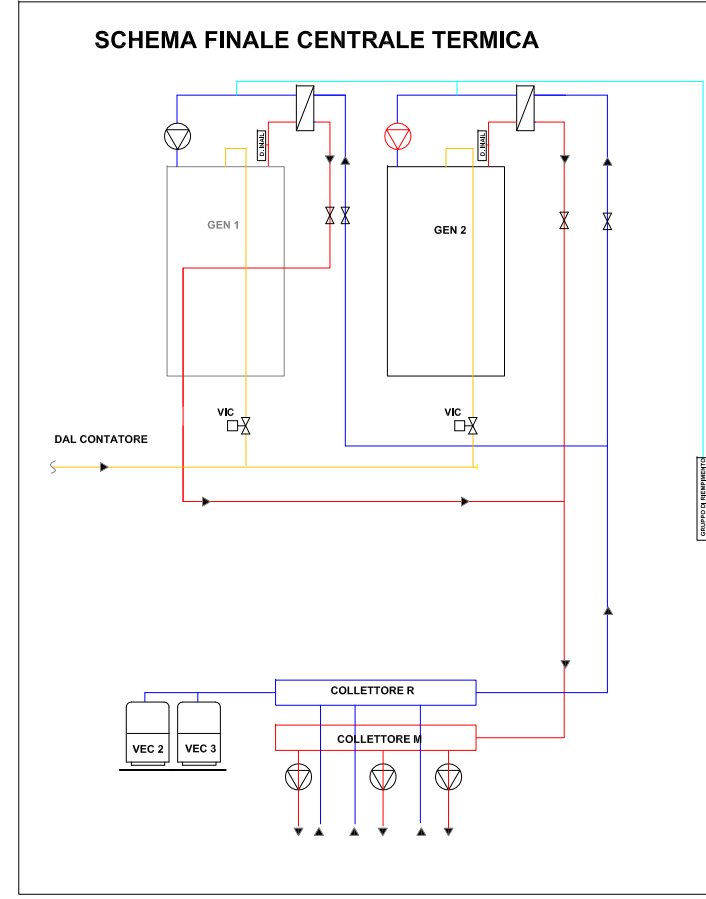 SCHEMA FINALE CENTRALE TERMICA
D. INAIL
D. INAIL
GEN 1
GEN 2
VIC
VIC
DAL CONTATORE
GRUPPO DI RIEMPIMENTO
COLLETTORE R
VEC 2
VEC 3
COLLETTORE M